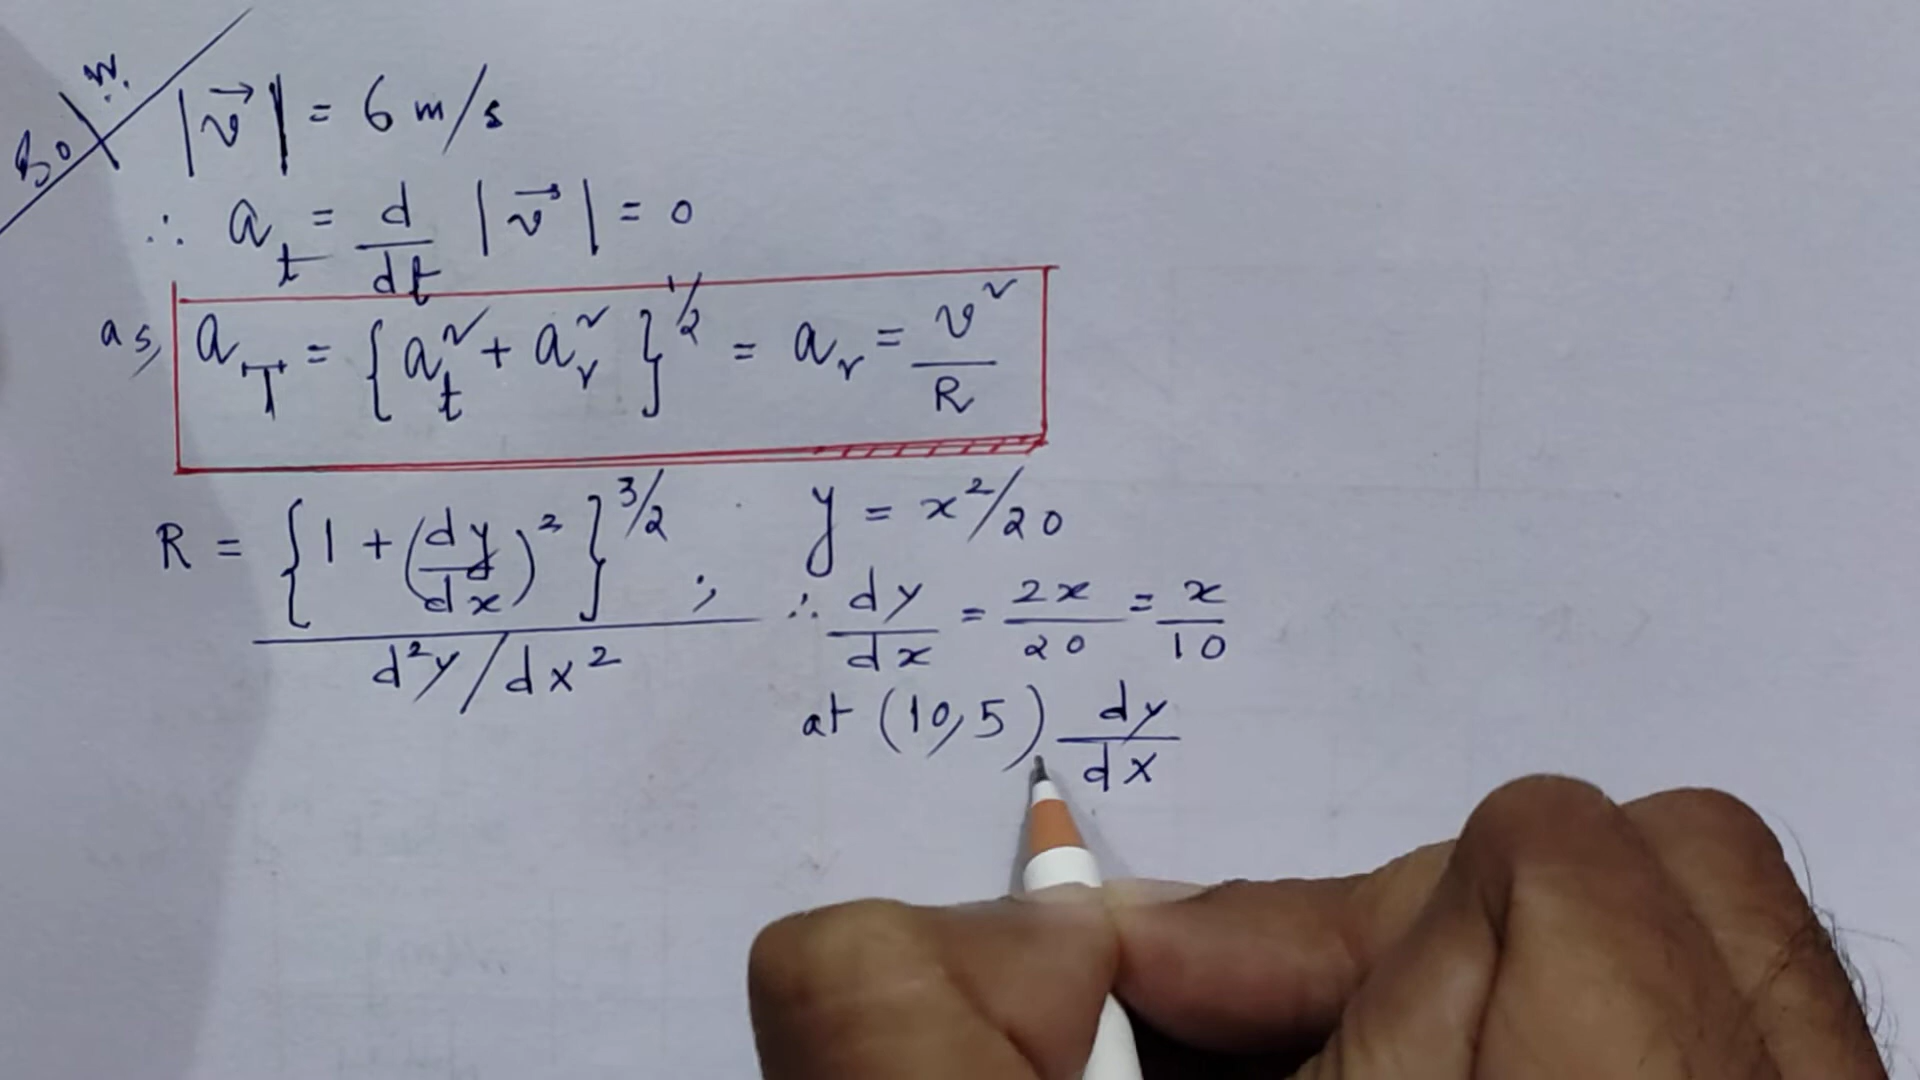 Bo W.
|v⃗| = 6 m/s
∴ a_t = d/dt |v⃗| = 0
as, a_T = {a_t² + a_r²}^1/2 = a_r = v²/R
R = {1 + (dy/dx)²}^3/2 / d²y/dx² ; y = x²/20
∴ dy/dx = 2x/20 = x/10
at (10,5) dy/dx